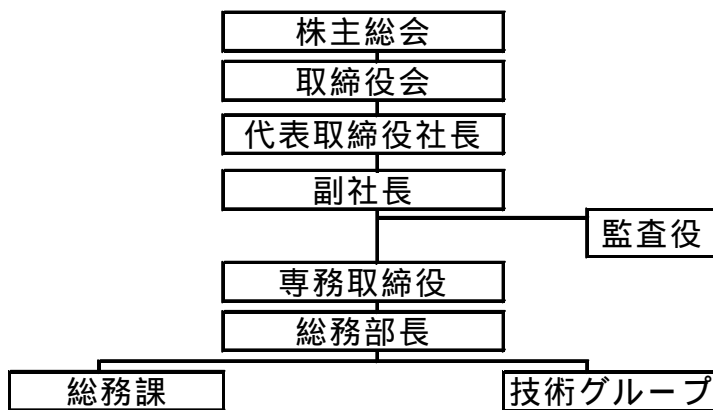 株主総会
取締役会
代表取締役社長
副社長
監査役
専務取締役
総務部長
総務課
技術グループ